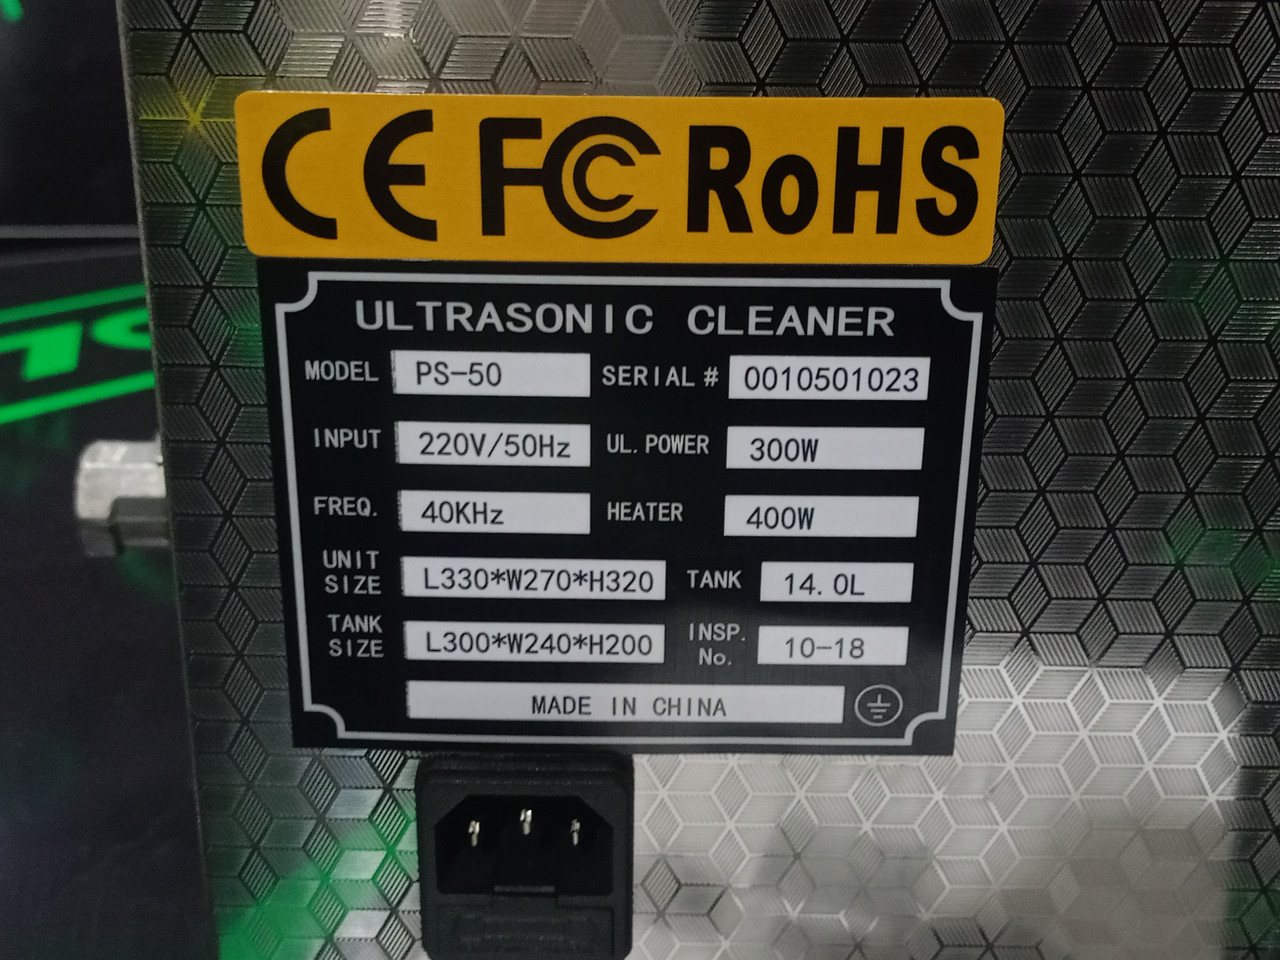 CE FCC RoHS
ULTRASONIC CLEANER
MODEL PS-50 SERIAL # 0010501023
INPUT 220V/50Hz UL. POWER 300W
FREQ. 40KHz HEATER 400W
UNIT SIZE L330*W270*H320 TANK 14.0L
TANK SIZE L300*W240*H200 INSP. No. 10-18
MADE IN CHINA